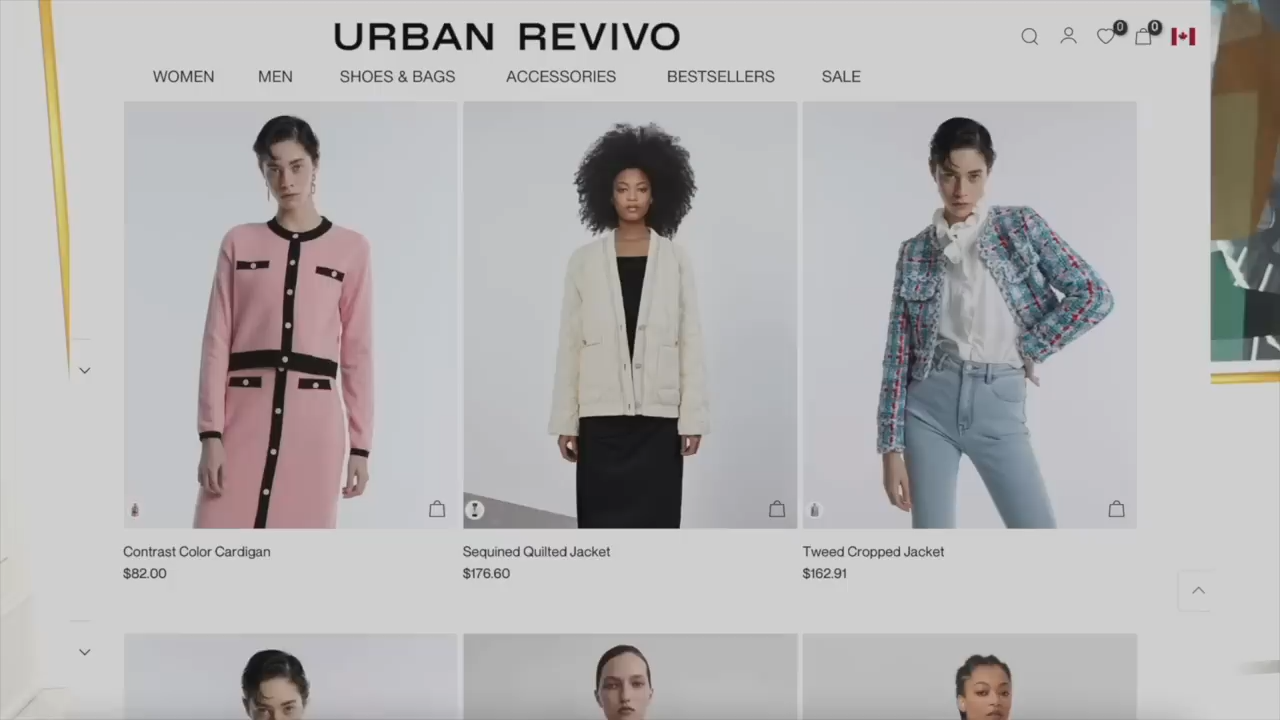 URBAN REVIVO
0
0
WOMEN MEN SHOES & BAGS ACCESSORIES BESTSELLERS SALE
Contrast Color Cardigan
$82.00
Sequined Quilted Jacket
$176.60
Tweed Cropped Jacket
$162.91